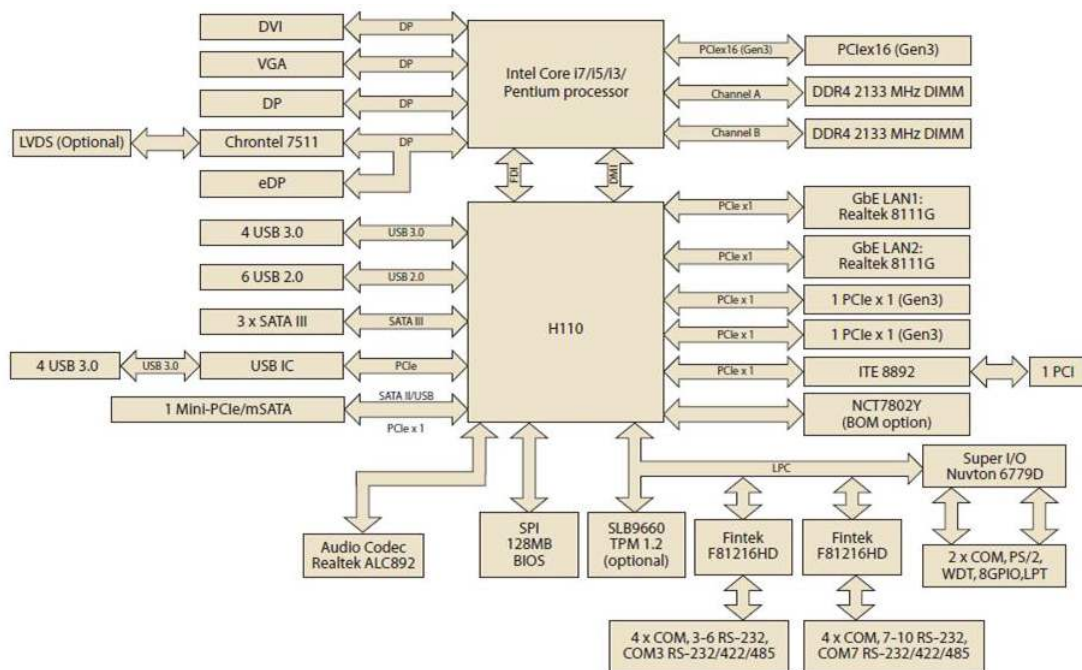 DVI
DP
VGA
DP
DP
DP
LVDS (Optional)
Chrontel 7511
DP
eDP
Intel Core i7/i5/i3/
Pentium processor
PCIex16 (Gen3)
PCIex16 (Gen3)
Channel A
DDR4 2133 MHz DIMM
Channel B
DDR4 2133 MHz DIMM
FDI
DMI
4 USB 3.0
USB 3.0
6 USB 2.0
USB 2.0
3 x SATA III
SATA III
4 USB 3.0
USB 3.0
USB IC
PCIe
1 Mini-PCIe/mSATA
SATA II/USB
PCIe x 1
H110
PCIe x1
GbE LAN1:
Realtek 8111G
PCIe x1
GbE LAN2:
Realtek 8111G
PCIe x 1
1 PCIe x 1 (Gen3)
PCIe x 1
1 PCIe x 1 (Gen3)
PCIe x 1
ITE 8892
1 PCI
NCT7802Y
(BOM option)
LPC
Super I/O
Nuvton 6779D
Audio Codec
Realtek ALC892
SPI
128MB
BIOS
SLB9660
TPM 1.2
(optional)
Fintek
F81216HD
Fintek
F81216HD
2 x COM, PS/2,
WDT, 8GPIO,LPT
4 x COM, 3-6 RS-232,
COM3 RS-232/422/485
4 x COM, 7-10 RS-232,
COM7 RS-232/422/485